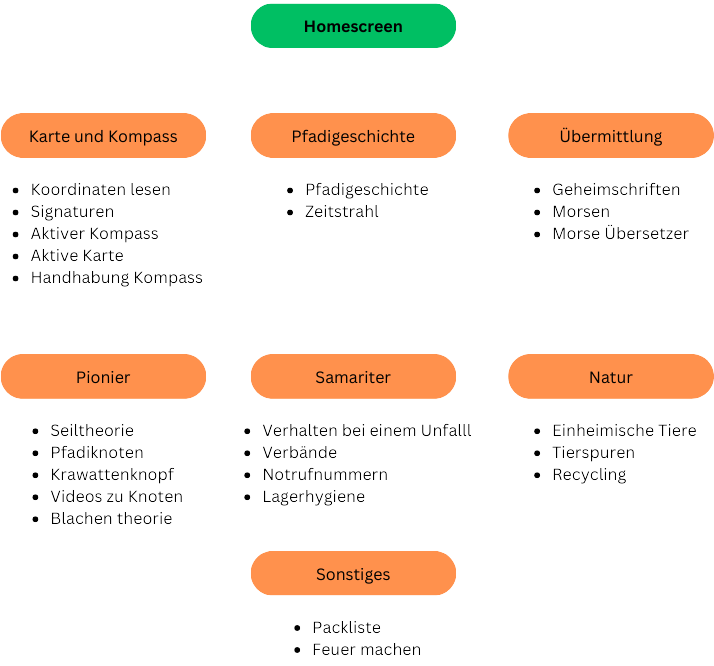 Homescreen
Karte und Kompass
Koordinaten lesen
Signaturen
Aktiver Kompass
Aktive Karte
Handhabung Kompass
Pfadigeschichte
Pfadigeschichte
Zeitstrahl
Übermittlung
Geheimschriften
Morsen
Morse Übersetzer
Pionier
Seiltheorie
Pfadiknoten
Krawattenknopf
Videos zu Knoten
Blachen theorie
Samariter
Verhalten bei einem Unfalll
Verbände
Notrufnummern
Lagerhygiene
Natur
Einheimische Tiere
Tierspuren
Recycling
Sonstiges
Packliste
Feuer machen